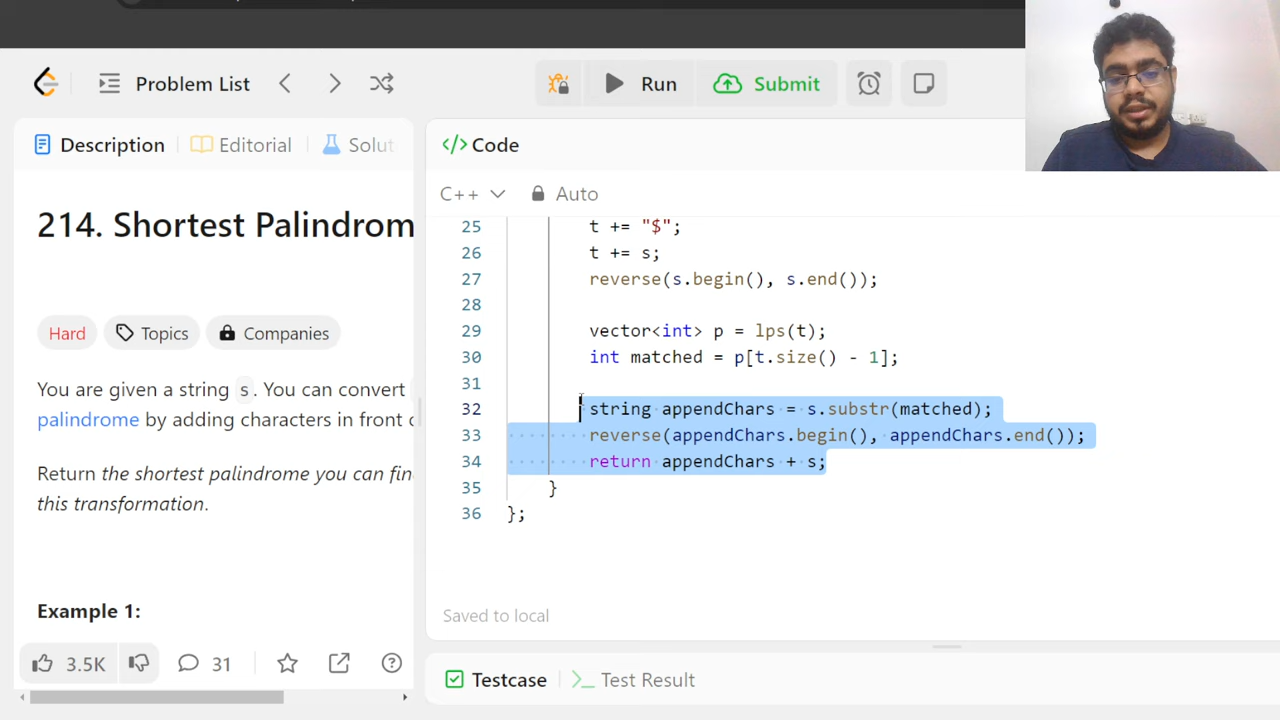 Problem List
Run
Submit
Description
Editorial
Solut
</> Code
C++
Auto
214. Shortest Palindrom
Hard
Topics
Companies
You are given a string s. You can convert
palindrome by adding characters in front o
Return the shortest palindrome you can fin
this transformation.
Example 1:
3.5K
31
25 t += "$";
26 t += s;
27 reverse(s.begin(), s.end());
28
29 vector<int> p = lps(t);
30 int matched = p[t.size() - 1];
31
32 string appendChars = s.substr(matched);
33 reverse(appendChars.begin(), appendChars.end());
34 return appendChars + s;
35 }
36 };
Saved to local
Testcase
>_ Test Result